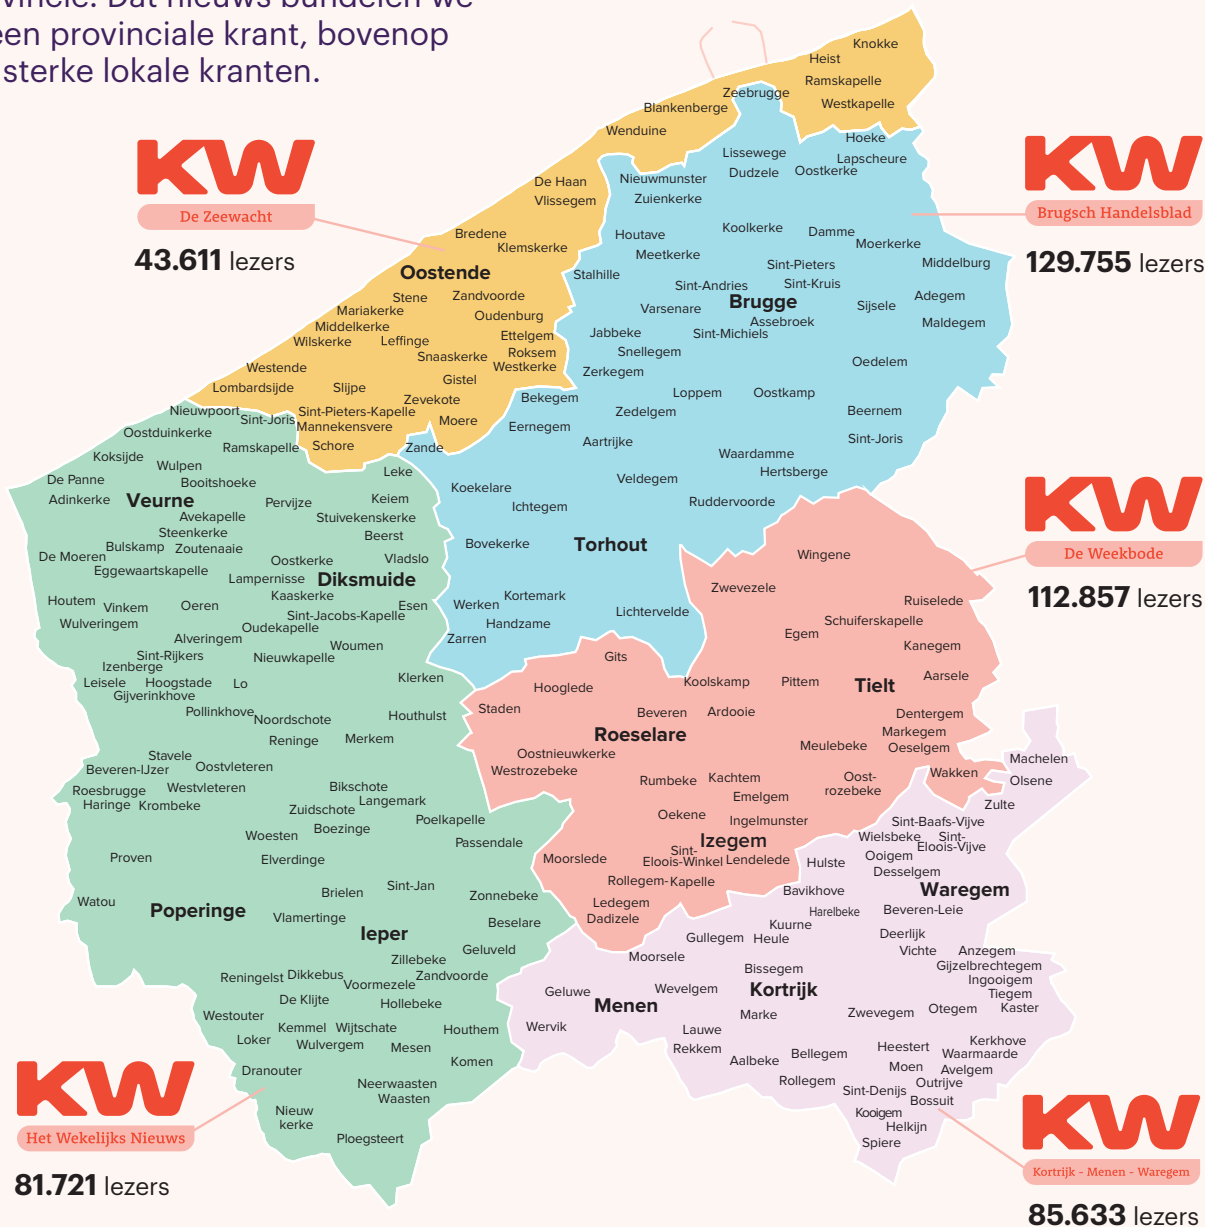 vincie. Dat nieuws bundelen we
een provinciale krant, bovenop
sterke lokale kranten.
KW
De Zeewacht
43.611 lezers
KW
Brugsch Handelsblad
129.755 lezers
KW
De Weekbode
112.857 lezers
KW
Het Wekelijks Nieuws
81.721 lezers
KW
Kortrijk - Menen - Waregem
85.633 lezers
Knokke
Heist
Ramskapelle
Westkapelle
Zeebrugge
Blankenberge
Wenduine
De Haan
Vlissegem
Bredene
Klemskerke
Oostende
Stene
Zandvoorde
Mariakerke
Oudenburg
Middelkerke
Wilskerke
Leffinge
Ettelgem
Snaaskerke
Roksem
Westkerke
Westende
Gistel
Lombardsijde
Slijpe
Zevekote
Sint-Pieters-Kapelle
Mannekensvere
Moere
Schore
Hoeke
Lapscheure
Lissewege
Dudzele
Oostkerke
Nieuwmunster
Zuienkerke
Houtave
Koolkerke
Damme
Moerkerke
Meetkerke
Sint-Pieters
Middelburg
Stalhille
Sint-Andries
Sint-Kruis
Brugge
Adegem
Varsenare
Sijsele
Assebroek
Maldegem
Jabbeke
Sint-Michiels
Snellegem
Oedelem
Zerkegem
Loppem
Oostkamp
Bekegem
Zedelgem
Beernem
Eernegem
Aartrijke
Sint-Joris
Zande
Waardamme
Hertsberge
Veldegem
Koekelare
Ruddervoorde
Ichtegem
Bovekerke
Torhout
Kortemark
Werken
Lichtervelde
Handzame
Zarren
Nieuwpoort
Sint-Joris
Oostduinkerke
Ramskapelle
Koksijde
Wulpen
Leke
De Panne
Booitshoeke
Adinkerke
Veurne
Pervijze
Keiem
Avekapelle
Stuivekenskerke
Steenkerke
Beerst
Bulskamp
Zoutenaaie
De Moeren
Oostkerke
Vladslo
Eggewaartskapelle
Lampernisse
Diksmuide
Kaaskerke
Houtem
Vinkem
Oeren
Esen
Sint-Jacobs-Kapelle
Wulveringem
Oudekapelle
Alveringem
Woumen
Sint-Rijkers
Nieuwkapelle
Izenberge
Klerken
Leisele
Hoogstade
Lo
Gijverinkhove
Pollinkhove
Noordschote
Houthulst
Reninge
Merkem
Stavele
Beveren-IJzer
Oostvleteren
Roesbrugge
Westvleteren
Bikschote
Haringe
Krombeke
Langemark
Zuidschote
Poelkapelle
Woesten
Boezinge
Passendale
Proven
Elverdinge
Brielen
Sint-Jan
Zonnebeke
Watou
Poperinge
Vlamertinge
Beselare
Ieper
Geluveld
Zillebeke
Reningelst
Dikkebus
Zandvoorde
Voormezele
De Klijte
Hollebeke
Westouter
Kemmel
Wijtschate
Houthem
Loker
Wulvergem
Mesen
Komen
Dranouter
Neerwaasten
Waasten
Nieuw
kerke
Ploegsteert
Wingene
Zwevezele
Ruiselede
Schuiferskapelle
Egem
Kanegem
Gits
Aarsele
Koolskamp
Pittem
Tielt
Hooglede
Staden
Beveren
Ardooie
Dentergem
Roeselare
Markegem
Meulebeke
Oeselgem
Oostnieuwkerke
Westrozebeke
Wakken
Rumbeke
Kachtem
Oost-
rozebeke
Emelgem
Oekene
Ingelmunster
Izegem
Sint-
Eloois-Winkel
Lendelede
Moorslede
Rollegem-Kapelle
Ledegem
Dadizele
Machelen
Olsene
Zulte
Sint-Baafs-Vijve
Wielsbeke
Sint-
Eloois-Vijve
Ooigem
Hulste
Desselgem
Waregem
Bavikhove
Harelbeke
Beveren-Leie
Kuurne
Deerlijk
Gullegem
Heule
Vichte
Anzegem
Moorsele
Gijzelbrechtegem
Bissegem
Ingooigem
Kortrijk
Wevelgem
Tiegem
Geluwe
Menen
Otegem
Kaster
Marke
Zwevegem
Wervik
Lauwe
Rekkem
Kerkhove
Heestert
Waarmaarde
Aalbeke
Bellegem
Moen
Avelgem
Rollegem
Outrijve
Sint-Denijs
Bossuit
Kooigem
Helkijn
Spiere